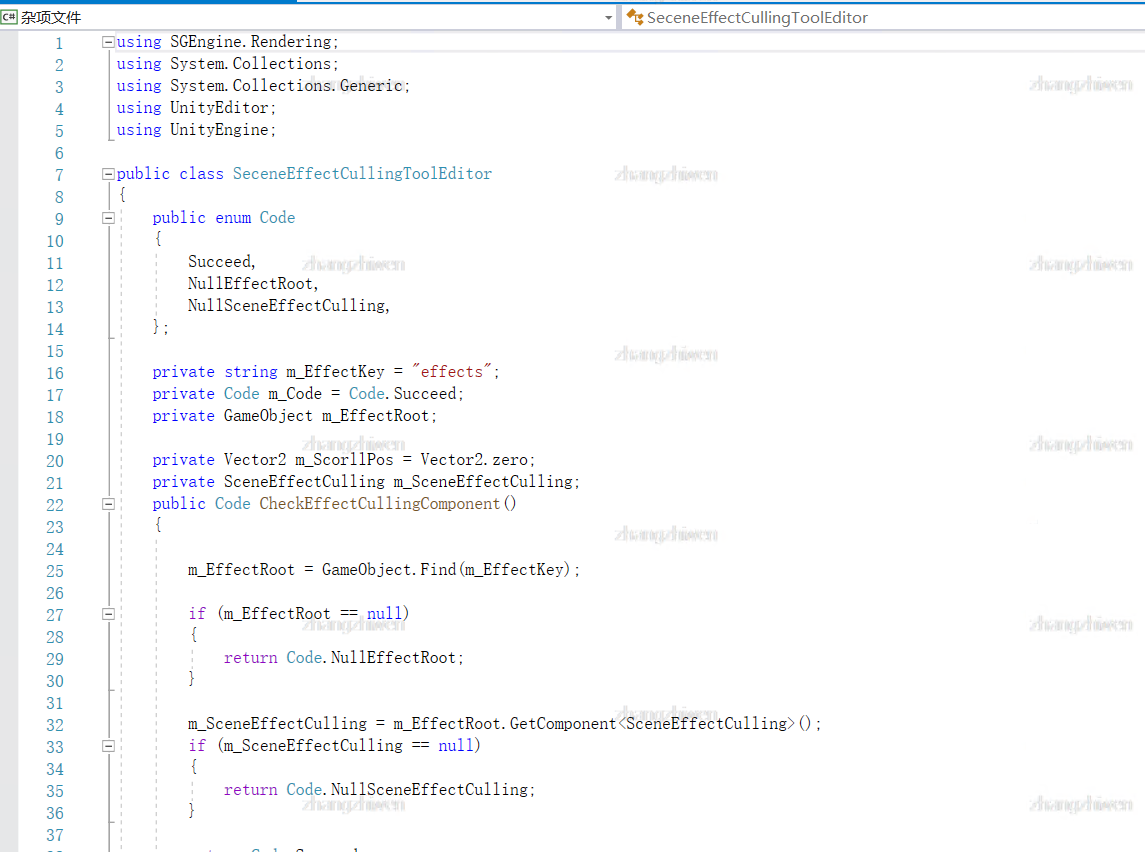 C# 杂项文件
SeceneEffectCullingToolEditor
1 using SGEngine.Rendering;
2 using System.Collections;
3 using System.Collections.Generic;
4 using UnityEditor;
5 using UnityEngine;
6
7 public class SeceneEffectCullingToolEditor
8 {
9 public enum Code
10 {
11 Succeed,
12 NullEffectRoot,
13 NullSceneEffectCulling,
14 };
15
16 private string m_EffectKey = "effects";
17 private Code m_Code = Code.Succeed;
18 private GameObject m_EffectRoot;
19
20 private Vector2 m_ScorllPos = Vector2.zero;
21 private SceneEffectCulling m_SceneEffectCulling;
22 public Code CheckEffectCullingComponent()
23 {
24
25 m_EffectRoot = GameObject.Find(m_EffectKey);
26
27 if (m_EffectRoot == null)
28 {
29 return Code.NullEffectRoot;
30 }
31
32 m_SceneEffectCulling = m_EffectRoot.GetComponent<SceneEffectCulling>();
33 if (m_SceneEffectCulling == null)
34 {
35 return Code.NullSceneEffectCulling;
36 }
37